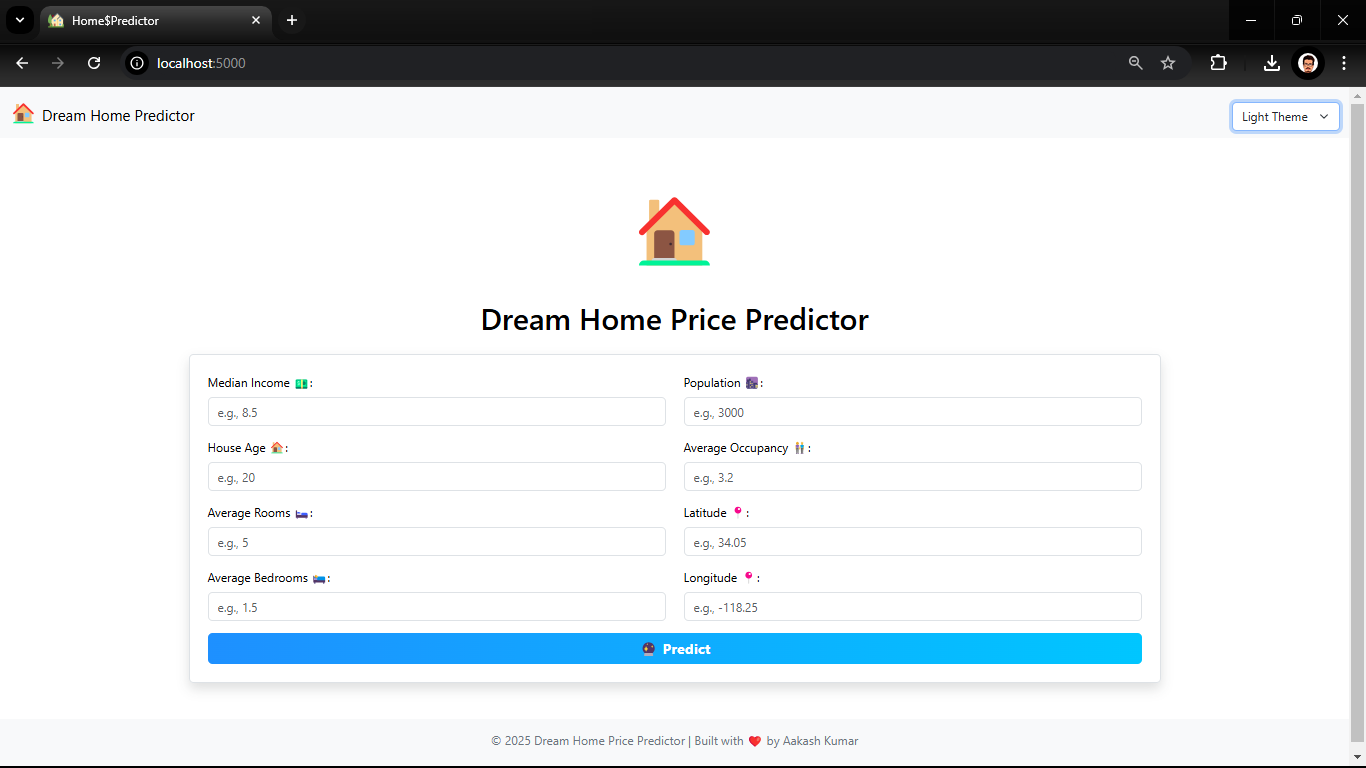 Home$Predictor
localhost:5000
Dream Home Predictor
Light Theme
Dream Home Price Predictor
Median Income 💵:
e.g., 8.5
House Age 🏠:
e.g., 20
Average Rooms 🛏:
e.g., 5
Average Bedrooms 🛌:
e.g., 1.5
Population 🌆:
e.g., 3000
Average Occupancy 👬:
e.g., 3.2
Latitude 📍:
e.g., 34.05
Longitude 📍:
e.g., -118.25
🔮 Predict
© 2025 Dream Home Price Predictor | Built with ❤️ by Aakash Kumar